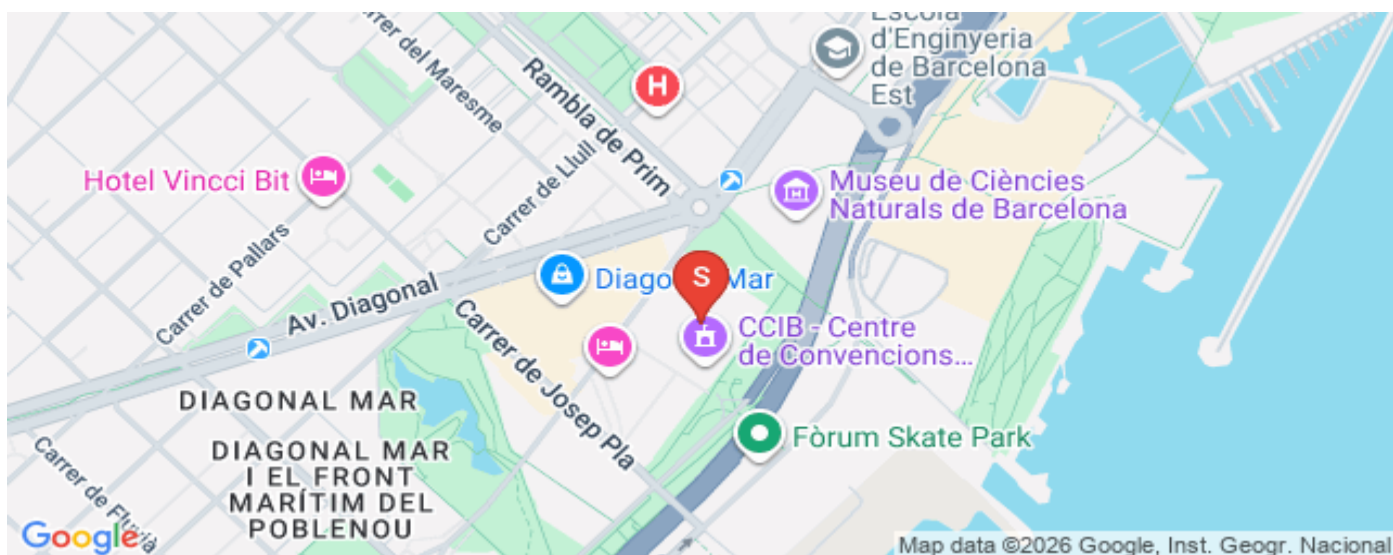 Escola
d'Enginyeria
de Barcelona
Est
Carrer del Maresme
Rambla de Prim
H
Hotel Vincci Bit
Carrer de Llull
Museu de Ciències
Naturals de Barcelona
Carrer de Pallars
Av. Diagonal
Diagonal Mar
S
CCIB - Centre
de Convencions...
Carrer de Josep Pla
DIAGONAL MAR
DIAGONAL MAR
I EL FRONT
MARÍTIM DEL
POBLENOU
Fòrum Skate Park
Carrer de Fluvià
Google
Map data ©2026 Google, Inst. Geogr. Nacional